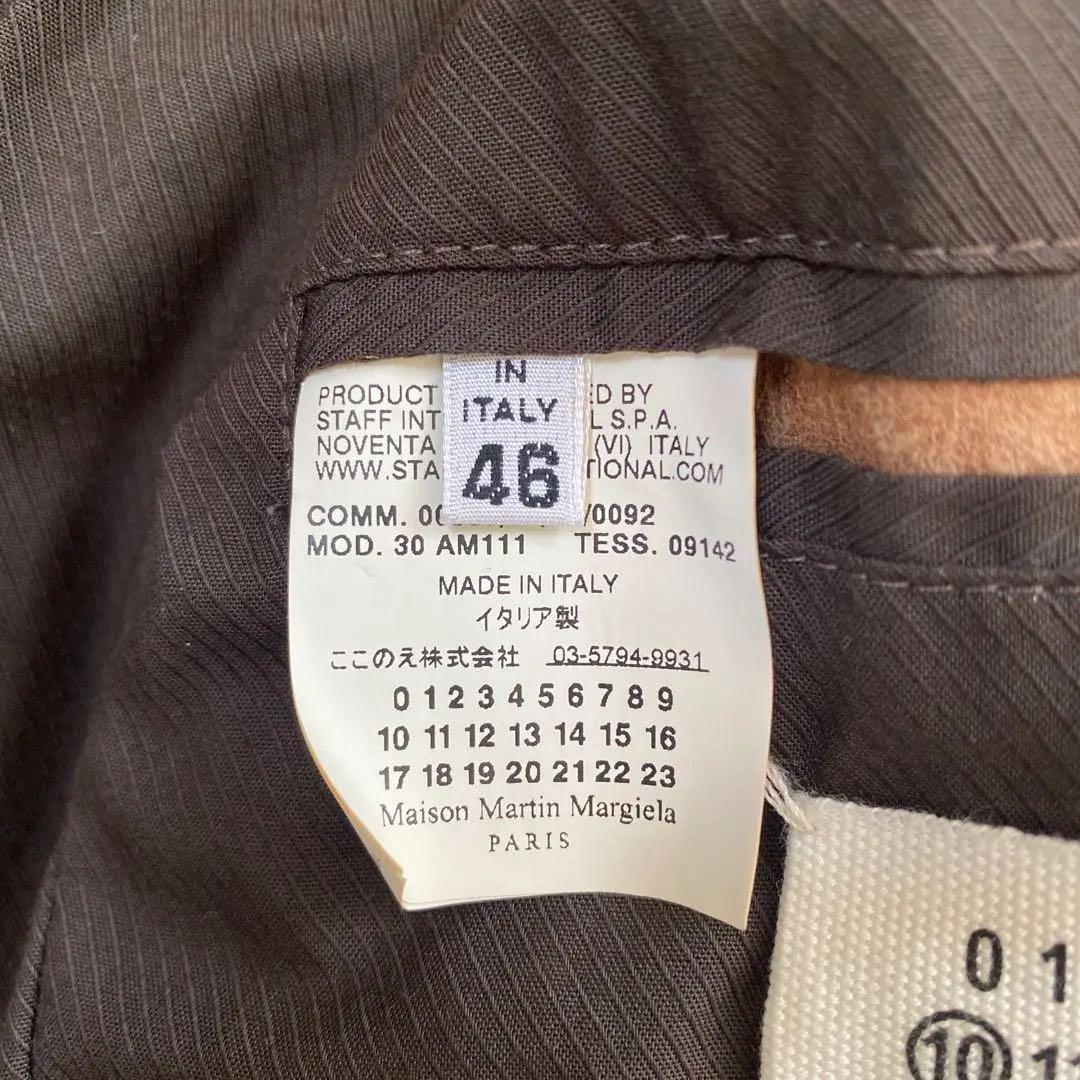 IN
ITALY
46
PRODUCT ED BY
STAFF INT L S.P.A.
NOVENTA (VI) ITALY
WWW.STA TIONAL.COM
COMM. 00 /0092
MOD. 30 AM111 TESS. 09142
MADE IN ITALY
イタリア製
ここのえ株式会社 03-5794-9931
0 1 2 3 4 5 6 7 8 9
10 11 12 13 14 15 16
17 18 19 20 21 22 23
Maison Martin Margiela
PARIS
0 1
10 11